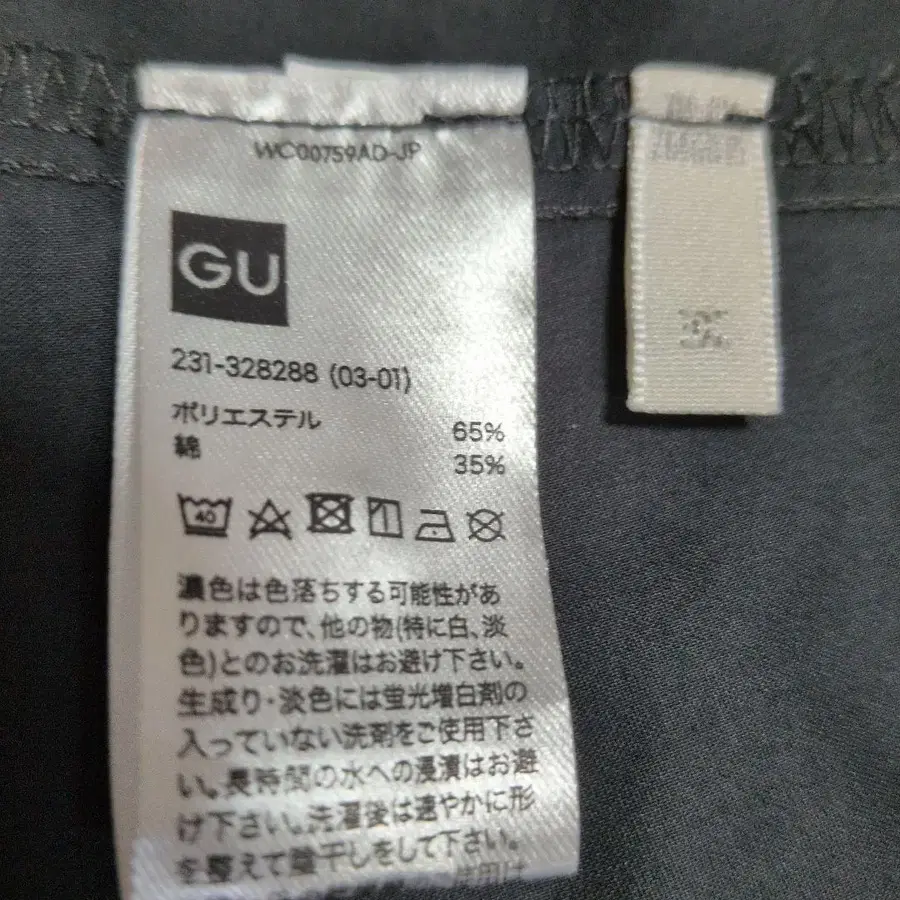 WC00759AD-JP
GU
231-328288 (03-01)
ポリエステル 65%
綿 35%
40
濃色は色落ちする可能性があ
りますので、他の物(特に白、淡
色)とのお洗濯はお避け下さい。
生成り・淡色には蛍光増白剤の
入っていない洗剤をご使用下さ
い。長時間の水への浸漬はお避
け下さい。洗濯後は速やかに形
を整えて陰干しをして下さい。
使用は